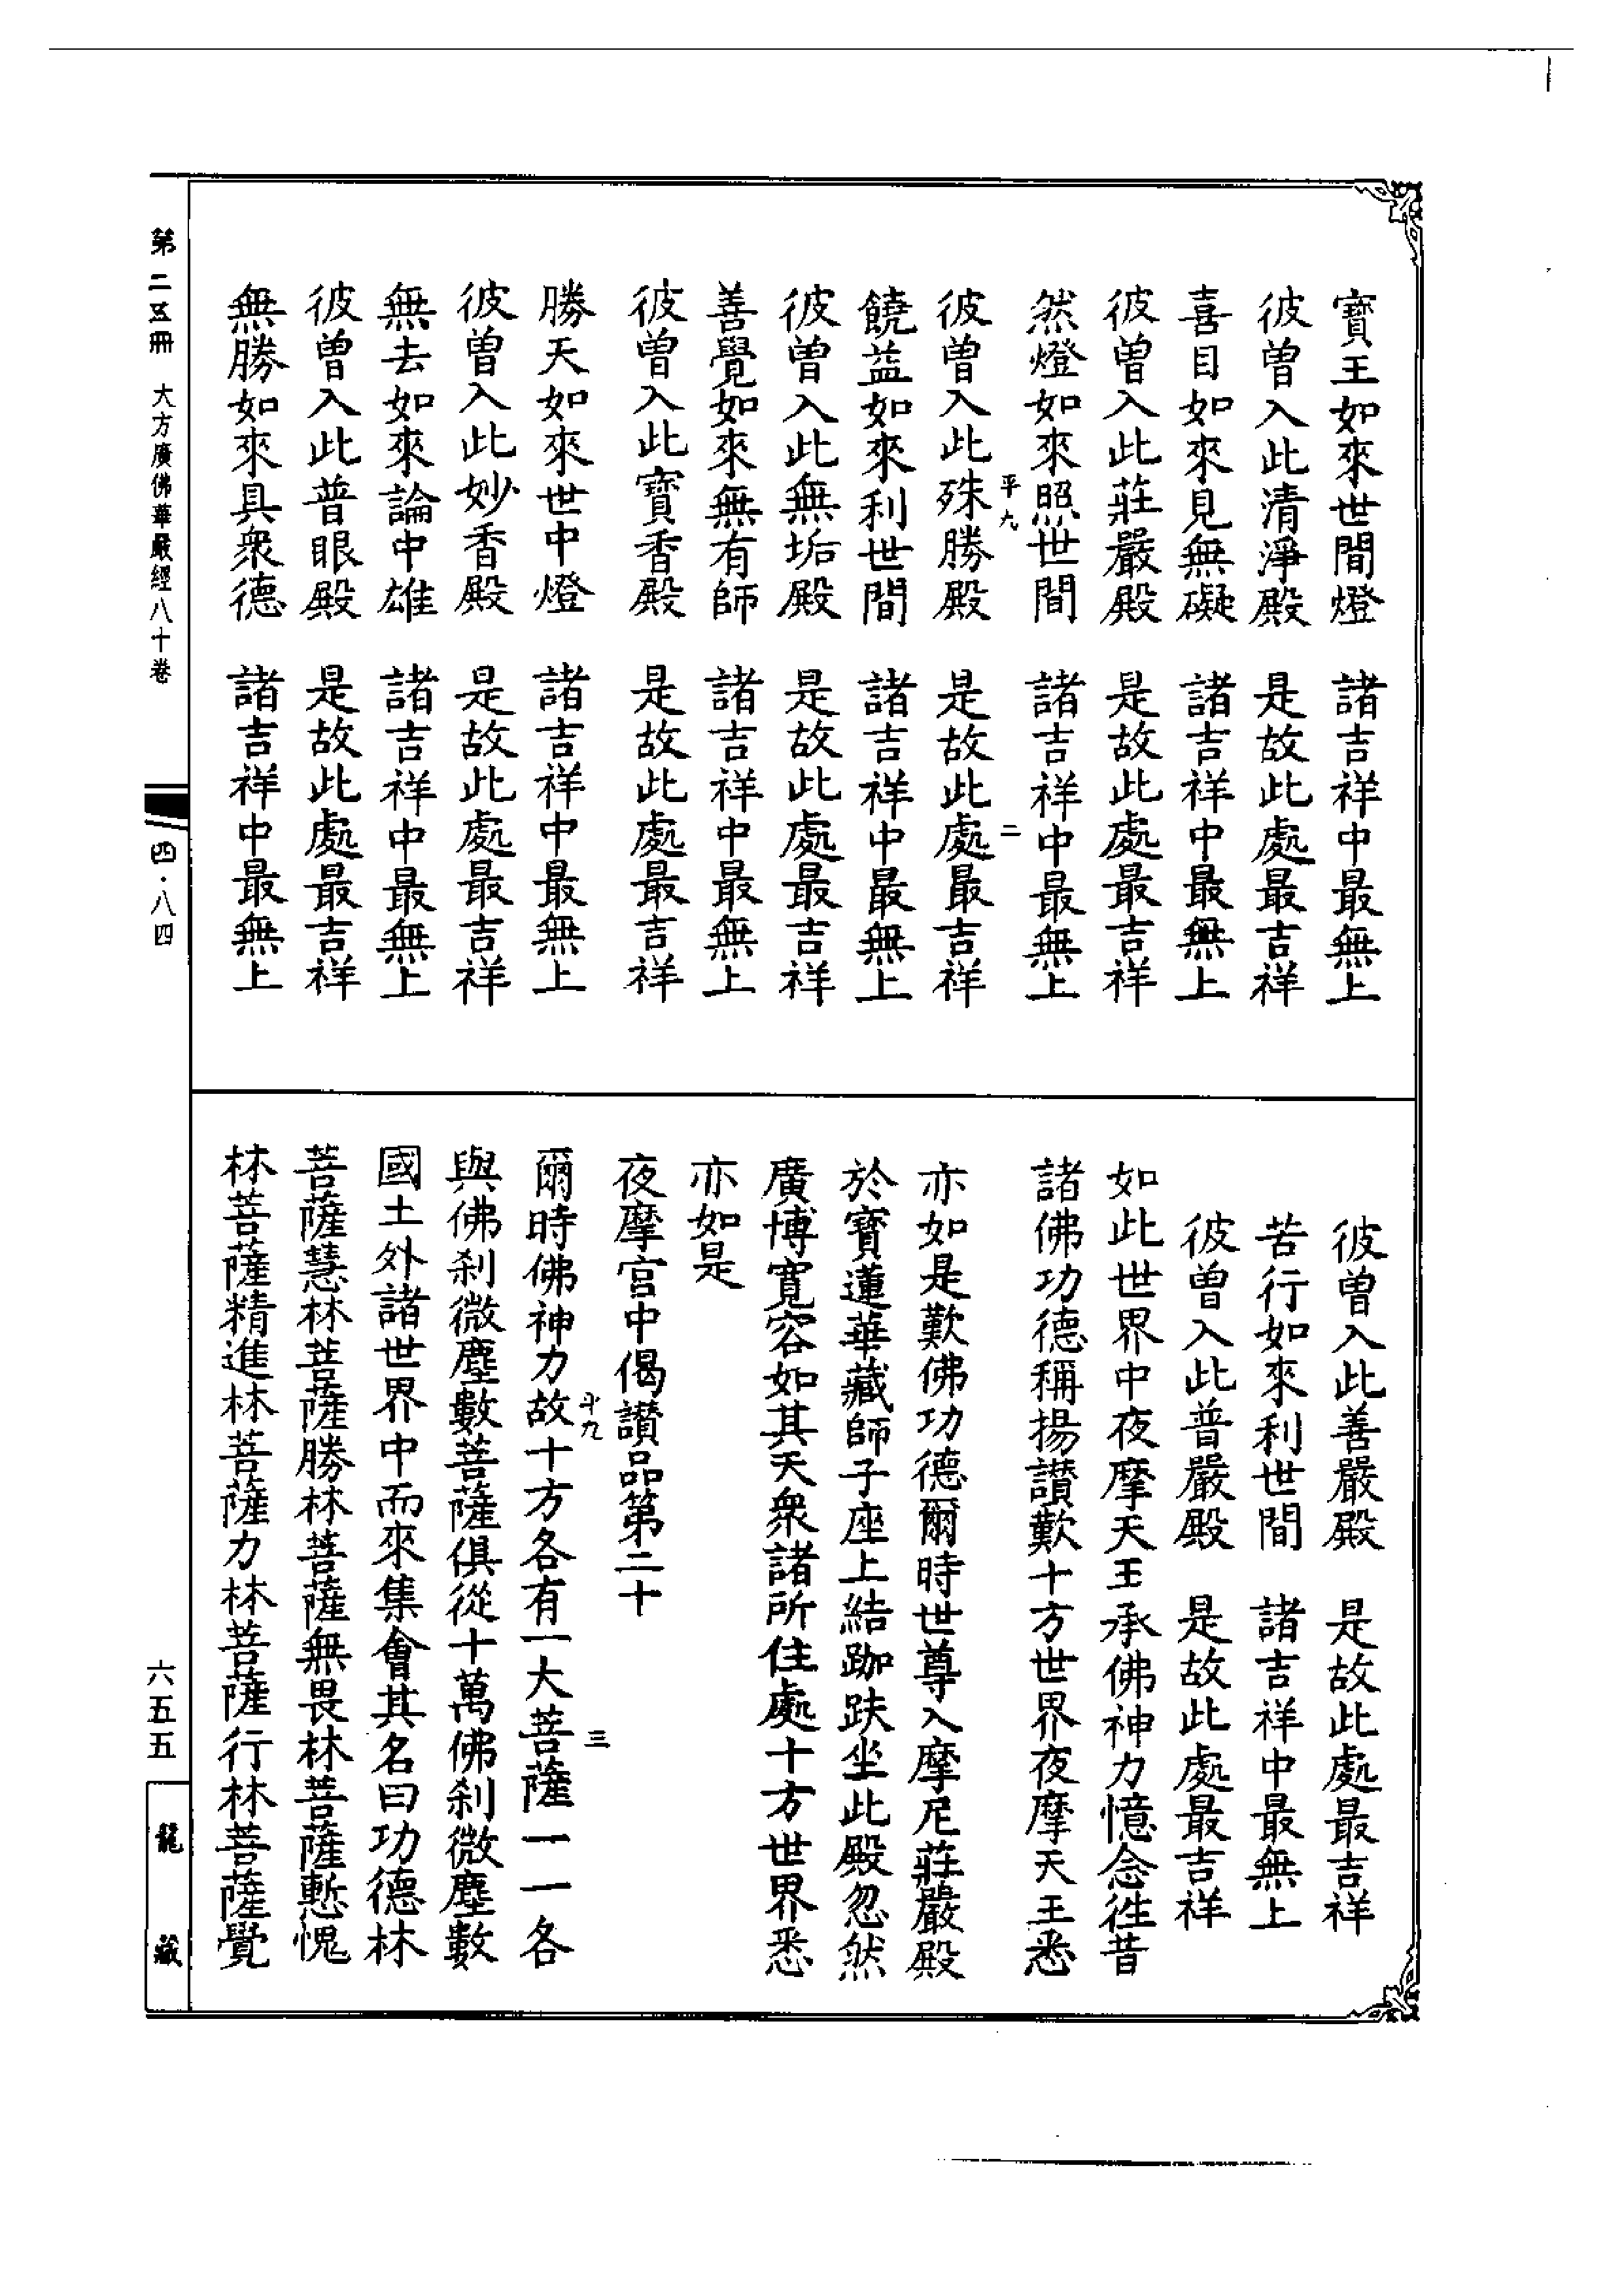 寶王如來世間燈　諸吉祥中最無上
彼曾入此清淨殿　是故此處最吉祥
喜目如來見無礙　諸吉祥中最無上
彼曾入此莊嚴殿　是故此處最吉祥
然燈如來照世間　諸吉祥中最無上
平九　二
彼曾入此殊勝殿　是故此處最吉祥
饒益如來利世間　諸吉祥中最無上
彼曾入此無垢殿　是故此處最吉祥
善覺如來無有師　諸吉祥中最無上
彼曾入此寶香殿　是故此處最吉祥
勝天如來世中燈　諸吉祥中最無上
彼曾入此妙香殿　是故此處最吉祥
無去如來論中雄　諸吉祥中最無上
彼曾入此普眼殿　是故此處最吉祥
無勝如來具衆德　諸吉祥中最無上
彼曾入此善嚴殿　是故此處最吉祥
苦行如來利世間　諸吉祥中最無上
彼曾入此普嚴殿　是故此處最吉祥
如此世界中夜摩天王承佛神力憶念徃昔
諸佛功德稱揚讃歎十方世界夜摩天王悉
亦如是歎佛功德爾時世尊入摩尼莊嚴殿
於寶蓮華藏師子座上結跏趺坐此殿忽然
廣博寬容如其天衆諸所住處十方世界悉
亦如是
夜摩宫中偈讃品第二十
平九　三
爾時佛神力故十方各有一大菩薩一一各
與佛刹微塵數菩薩俱從十萬佛刹微塵數
國土外諸世界中而來集會其名曰功德林
菩薩慧林菩薩勝林菩薩無畏林菩薩慙愧
林菩薩精進林菩薩力林菩薩行林菩薩覺
第二五冊　大方廣佛華嚴經八十卷
四·八四
六五五
龍藏